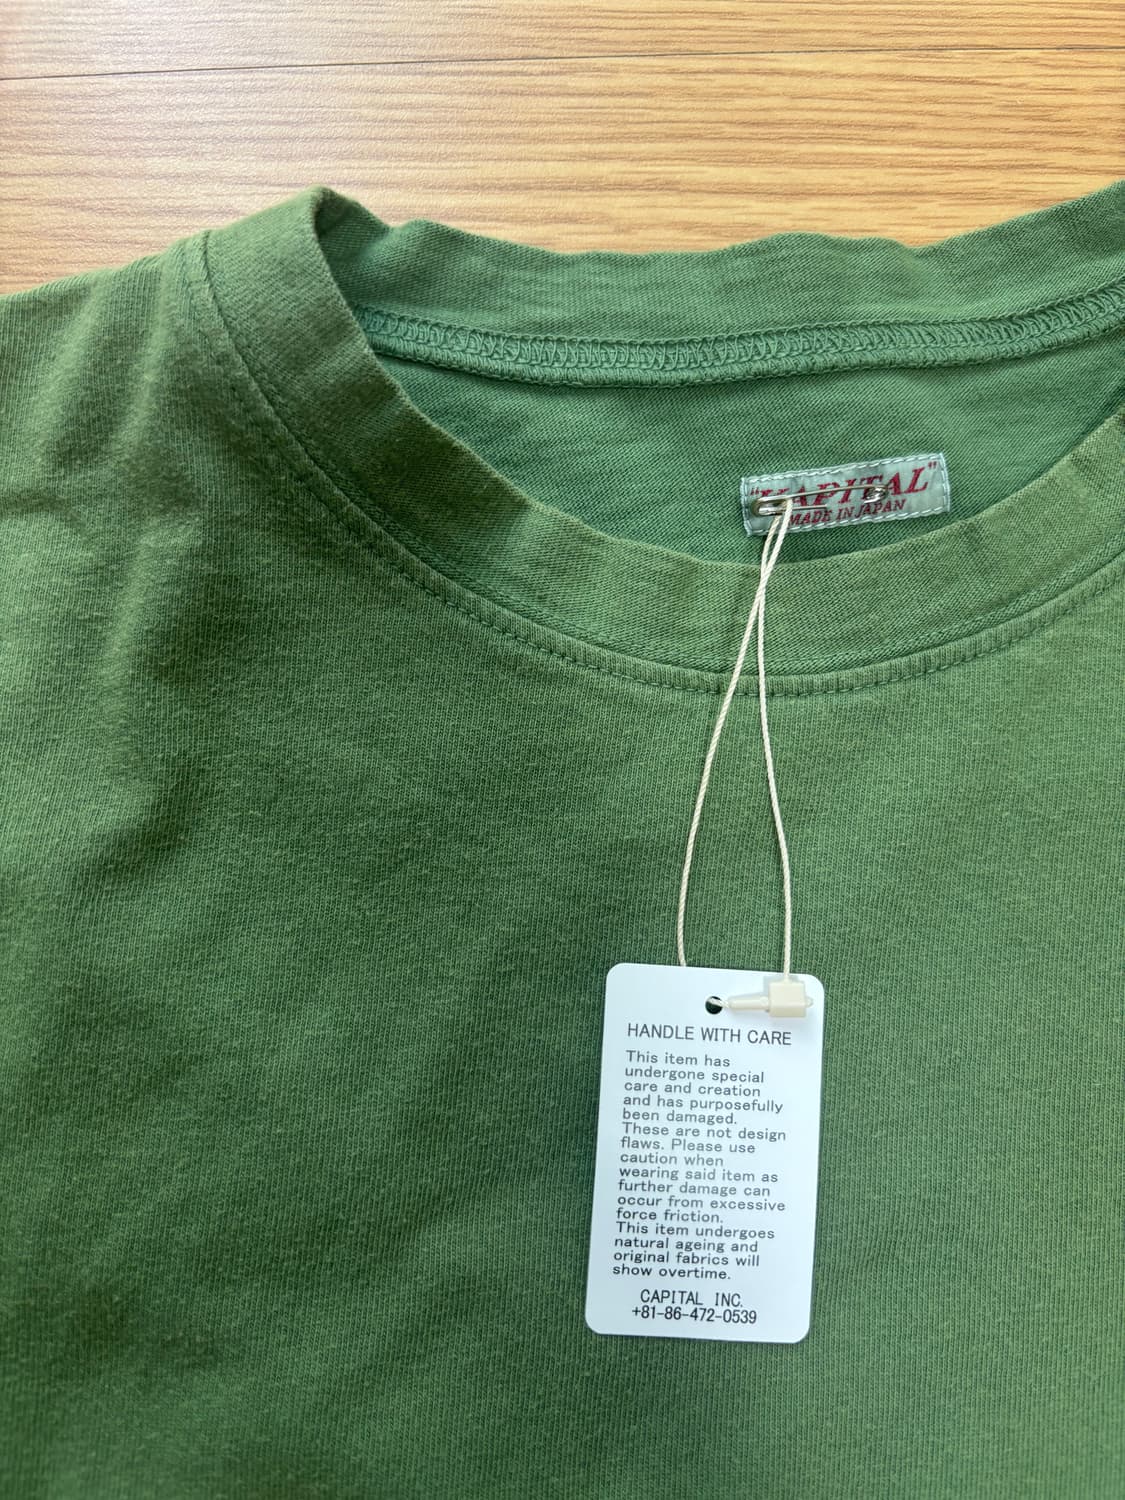 "KAPITAL"
MADE IN JAPAN
HANDLE WITH CARE
This item has
undergone special
care and creation
and has purposefully
been damaged.
These are not design
flaws. Please use
caution when
wearing said item as
further damage can
occur from excessive
force friction.
This item undergoes
natural ageing and
original fabrics will
show overtime.
CAPITAL INC.
+81-86-472-0539